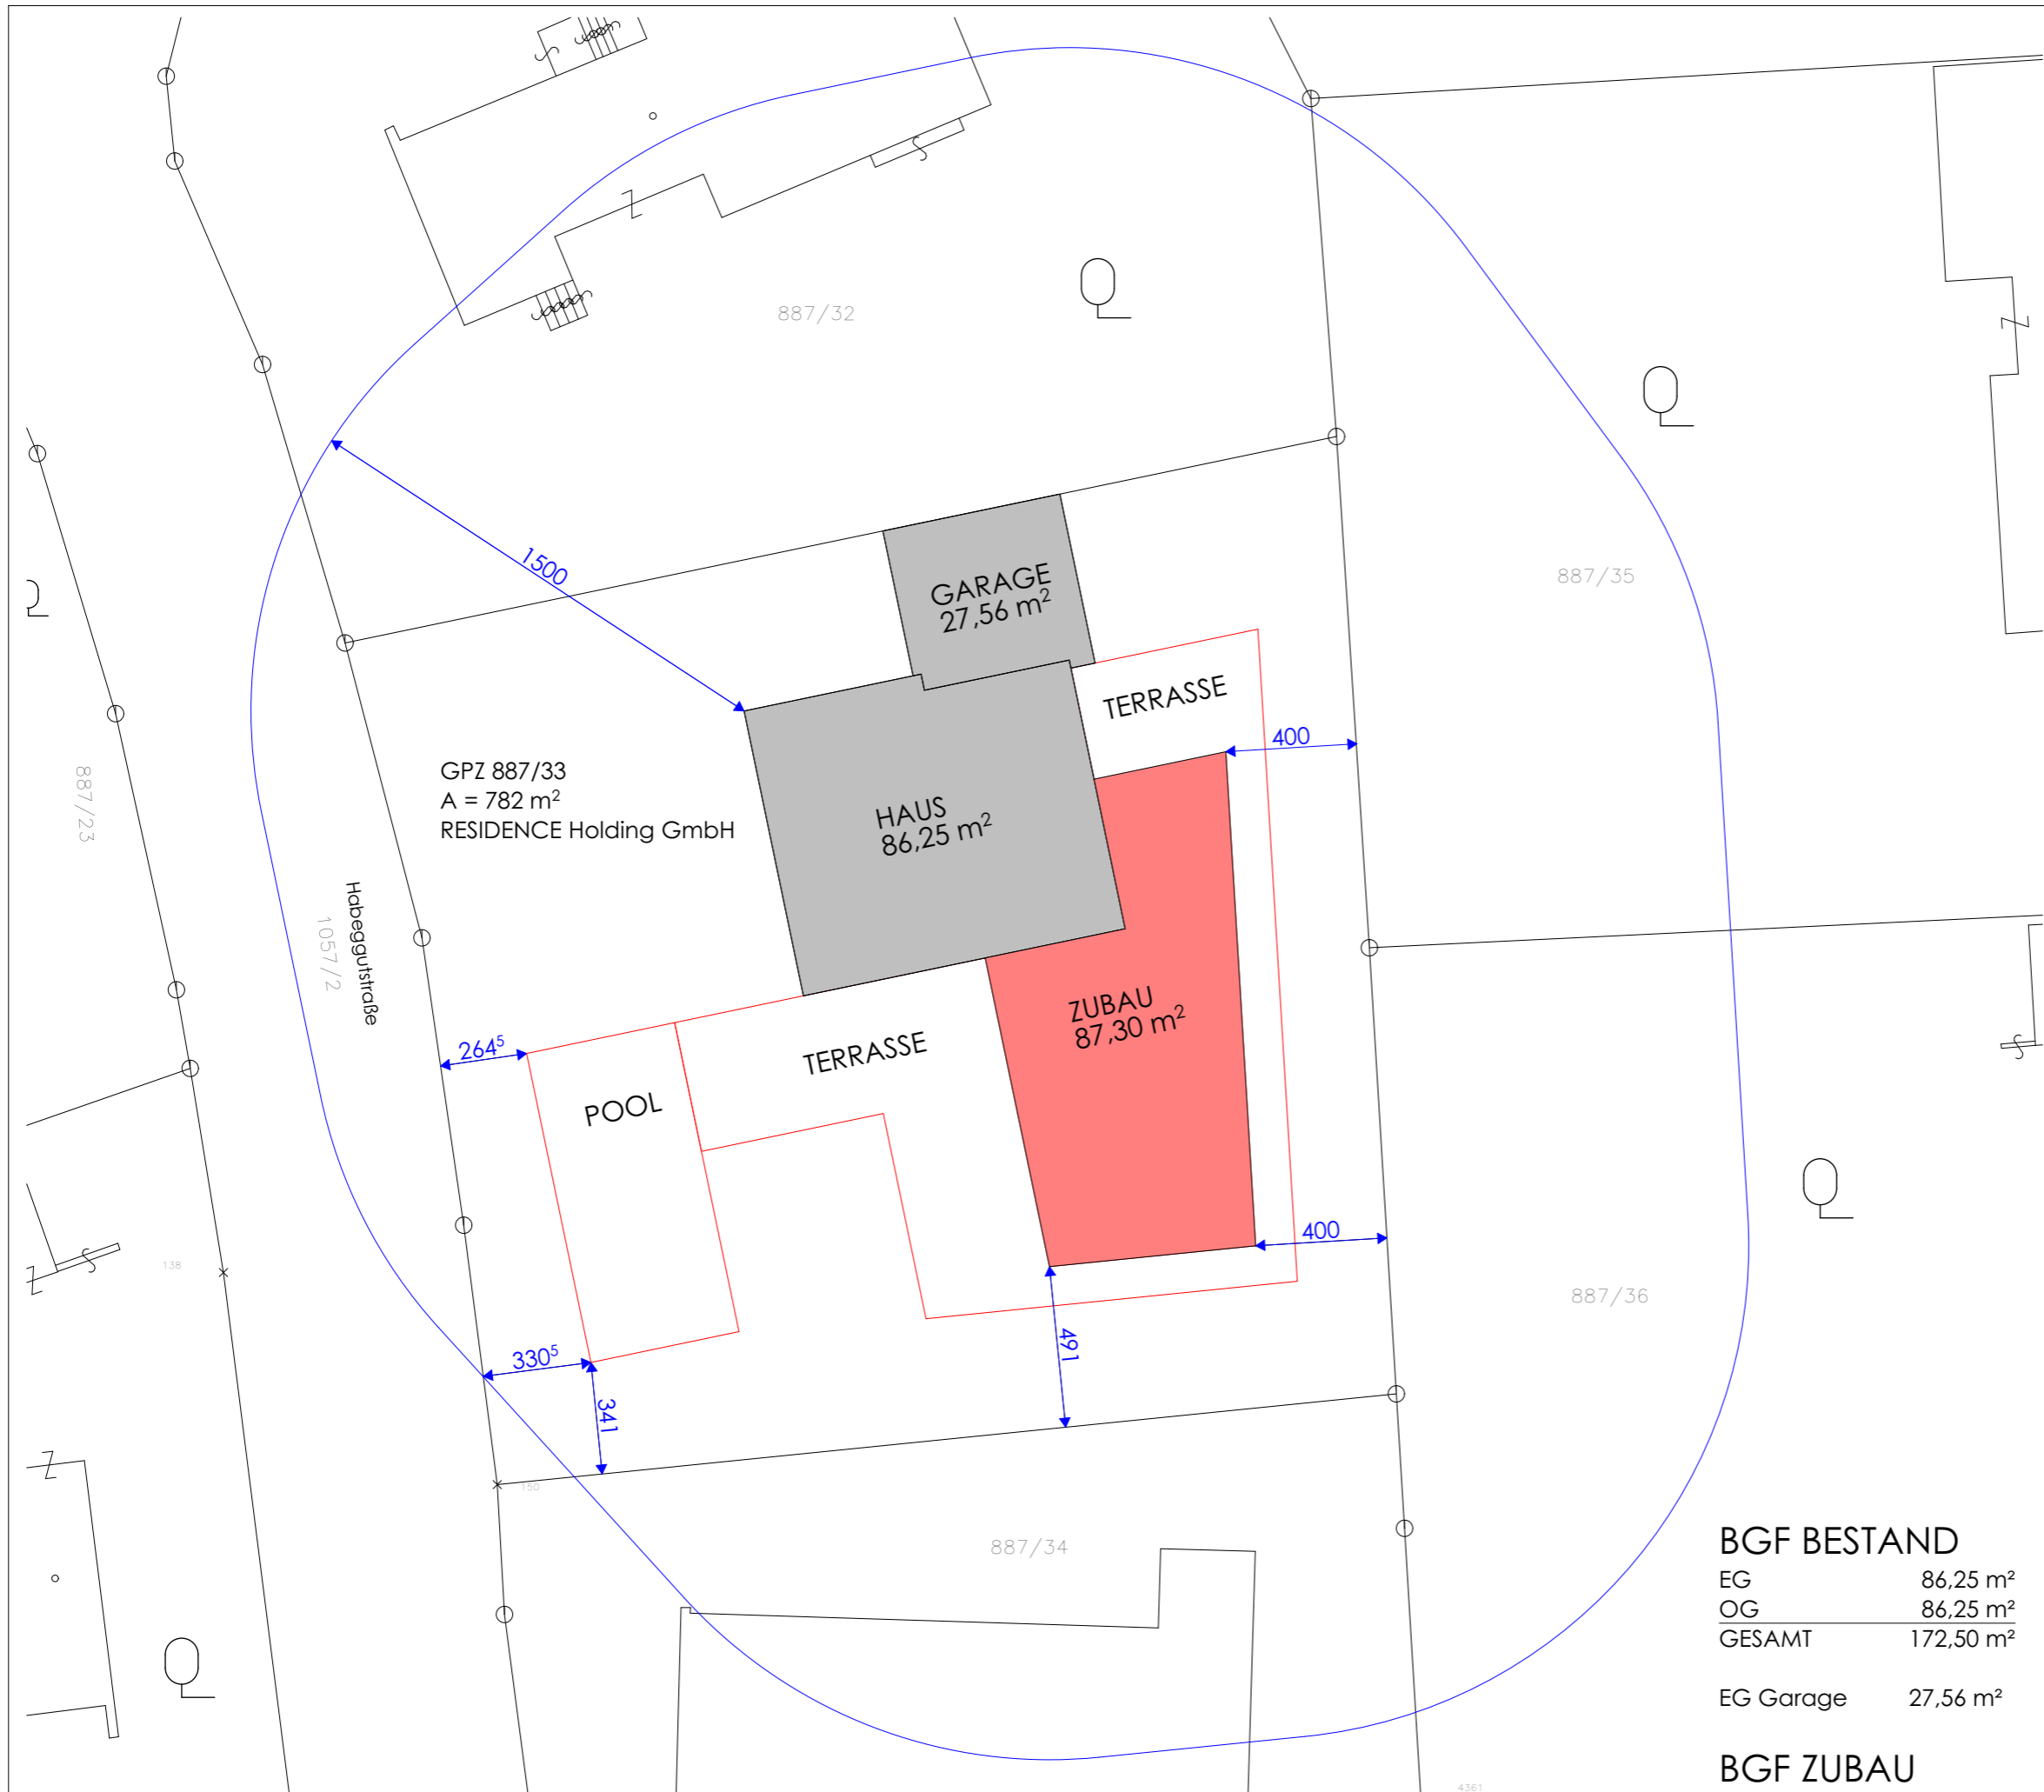 887/32
1500
GARAGE
27,56 m²
887/35
TERRASSE
400
GPZ 887/33
A = 782 m²
RESIDENCE Holding GmbH
HAUS
86,25 m²
887/23
Habeggutstraße
1057/2
ZUBAU
87,30 m²
264⁵
TERRASSE
POOL
400
138
887/36
330⁵
341
491
150
887/34
BGF BESTAND
EG 86,25 m²
OG 86,25 m²
GESAMT 172,50 m²
EG Garage 27,56 m²
BGF ZUBAU
4361